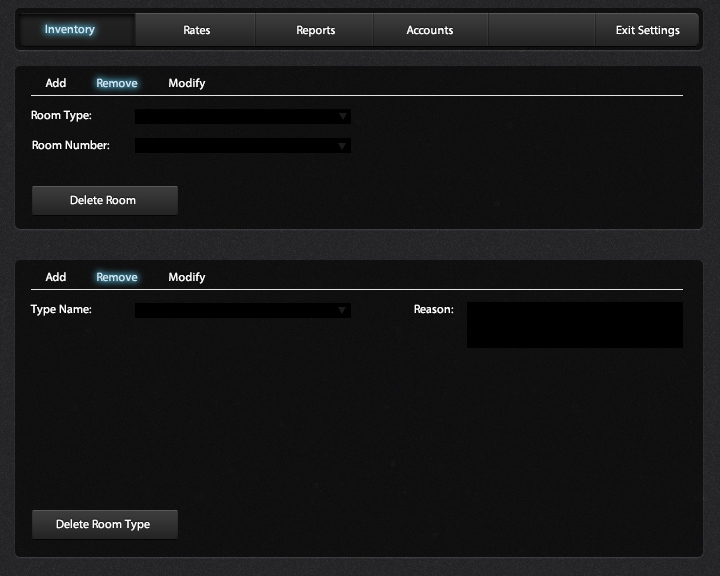 Inventory Rates Reports Accounts Exit Settings
Add Remove Modify
Room Type:
Room Number:
Delete Room
Add Remove Modify
Type Name: Reason:
Delete Room Type